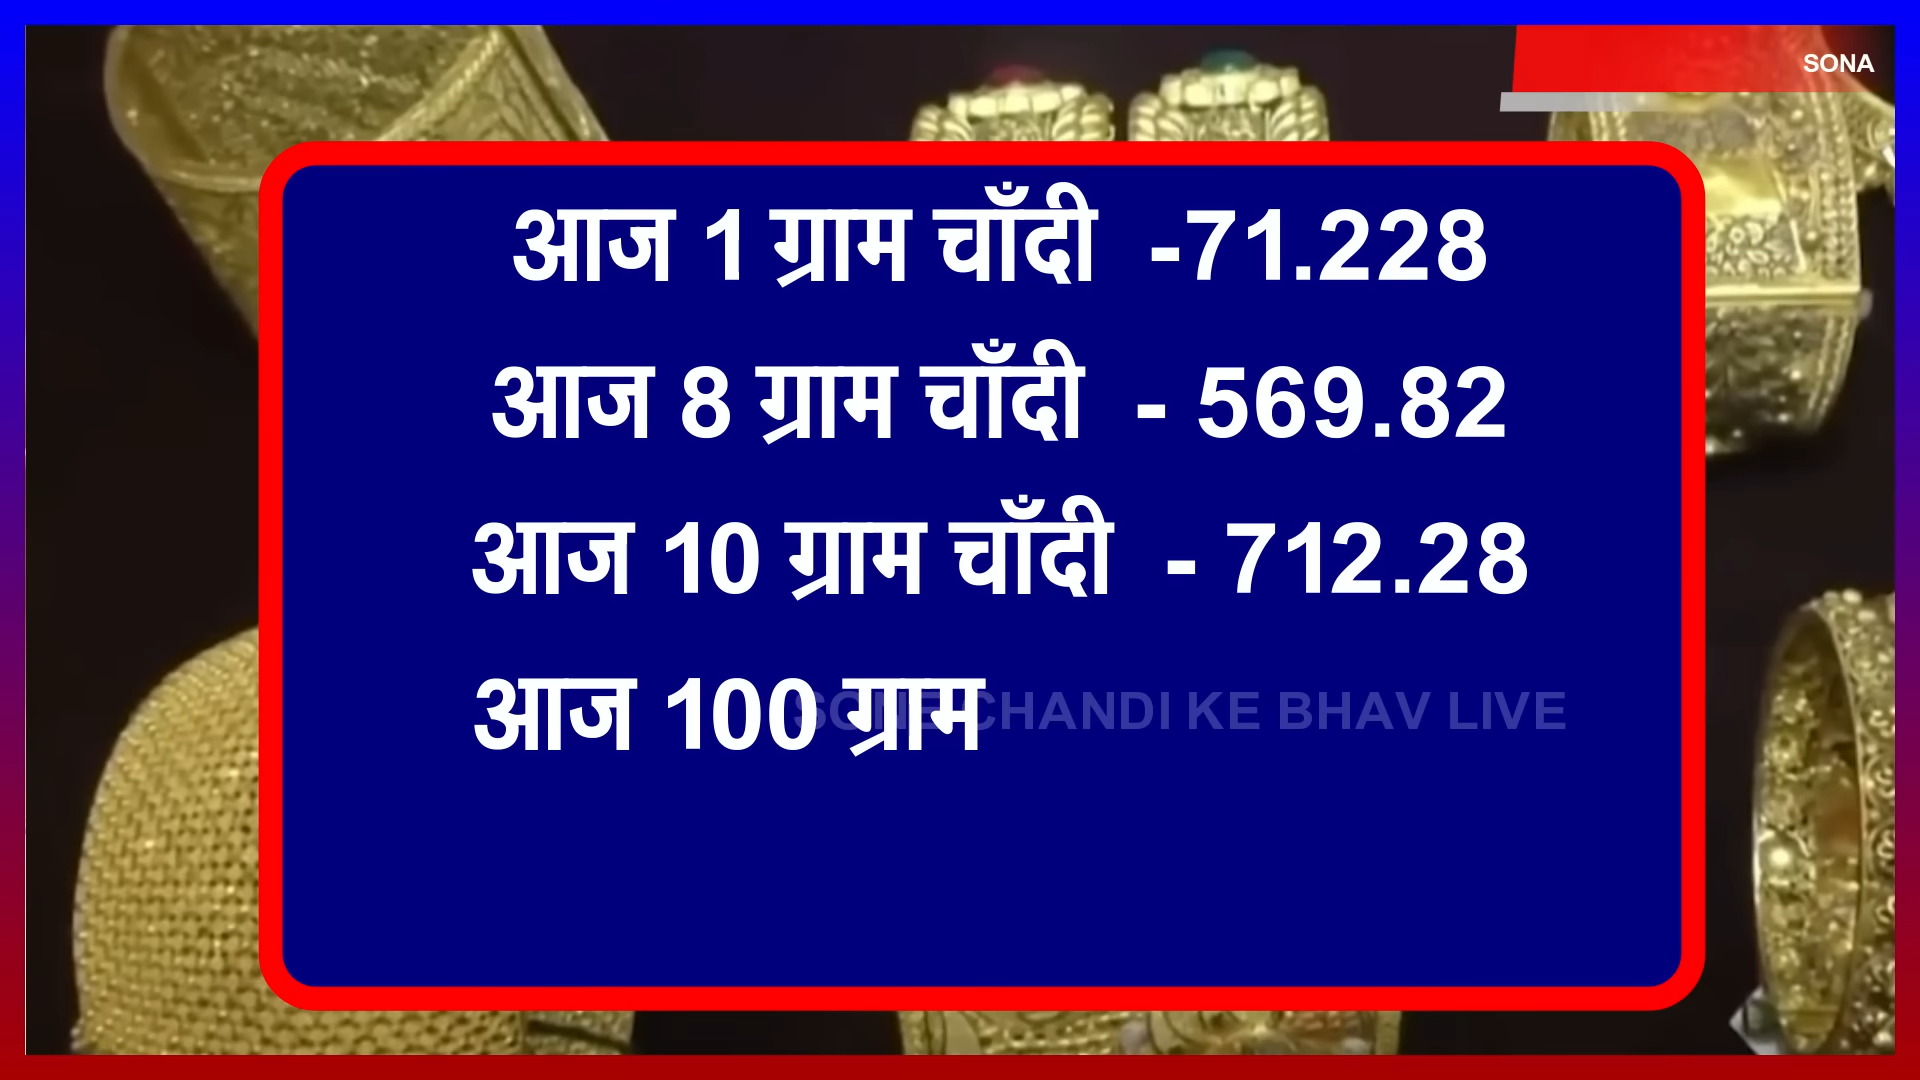 SONA
आज 1 ग्राम चाँदी -71.228
आज 8 ग्राम चाँदी - 569.82
आज 10 ग्राम चाँदी - 712.28
आज 100 ग्राम
SONE CHANDI KE BHAV LIVE